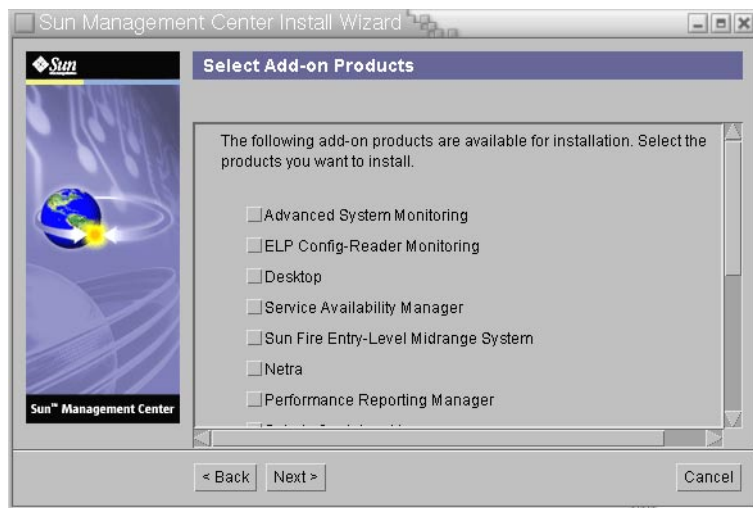 Sun Management Center Install Wizard
Sun
Select Add-on Products
The following add-on products are available for installation. Select the
products you want to install.
Advanced System Monitoring
ELP Config-Reader Monitoring
Desktop
Service Availability Manager
Sun Fire Entry-Level Midrange System
Netra
Performance Reporting Manager
Sun™ Management Center
< Back
Next >
Cancel